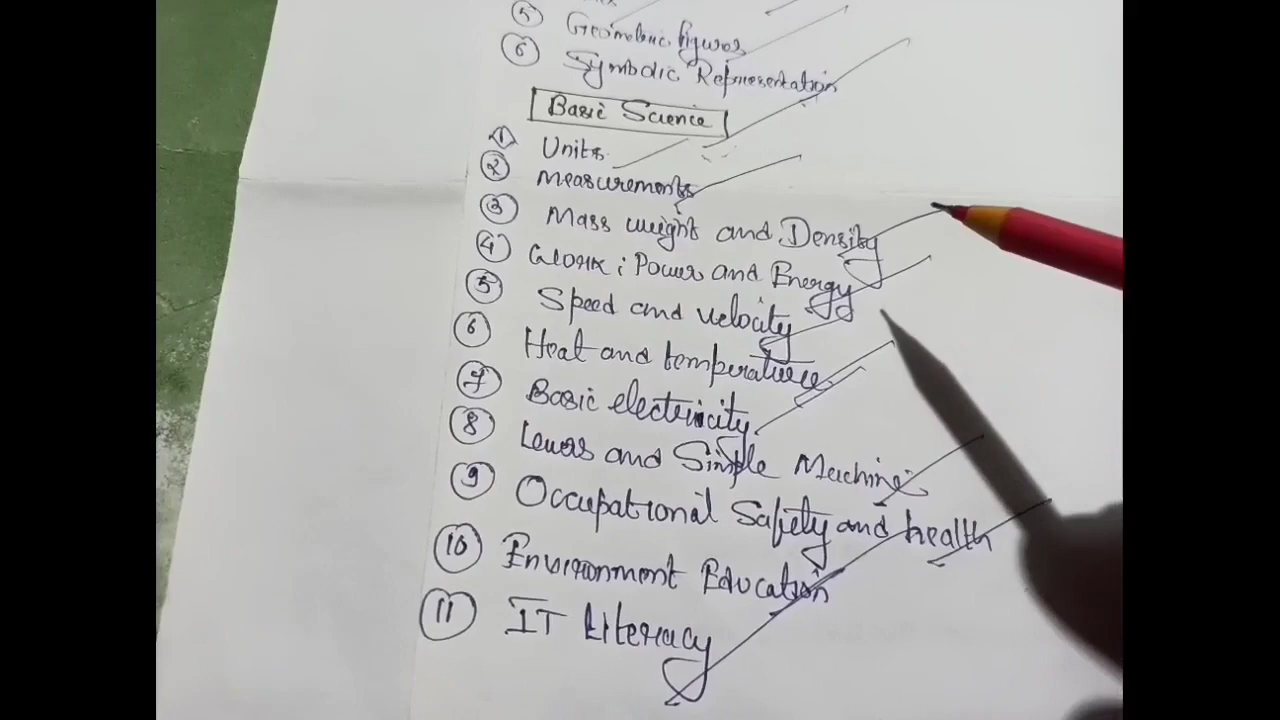 ⑤ Geometric figures
⑥ Symbolic Representation
Basic Science
① Units
② Measurements
③ Mass weight and Density
④ Work : Power and Energy
⑤ Speed and velocity
⑥ Heat and temperature
⑦ Basic electricity
⑧ Levers and Simple Machine
⑨ Occupational Safety and health
⑩ Environment Education
⑪ IT Literacy